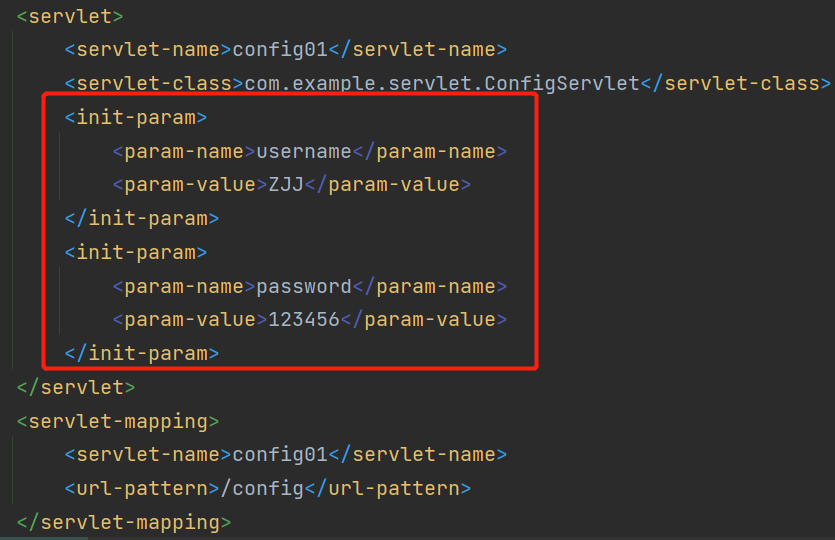 <servlet>
<servlet-name>config01</servlet-name>
<servlet-class>com.example.servlet.ConfigServlet</servlet-class>
<init-param>
<param-name>username</param-name>
<param-value>ZJJ</param-value>
</init-param>
<init-param>
<param-name>password</param-name>
<param-value>123456</param-value>
</init-param>
</servlet>
<servlet-mapping>
<servlet-name>config01</servlet-name>
<url-pattern>/config</url-pattern>
</servlet-mapping>